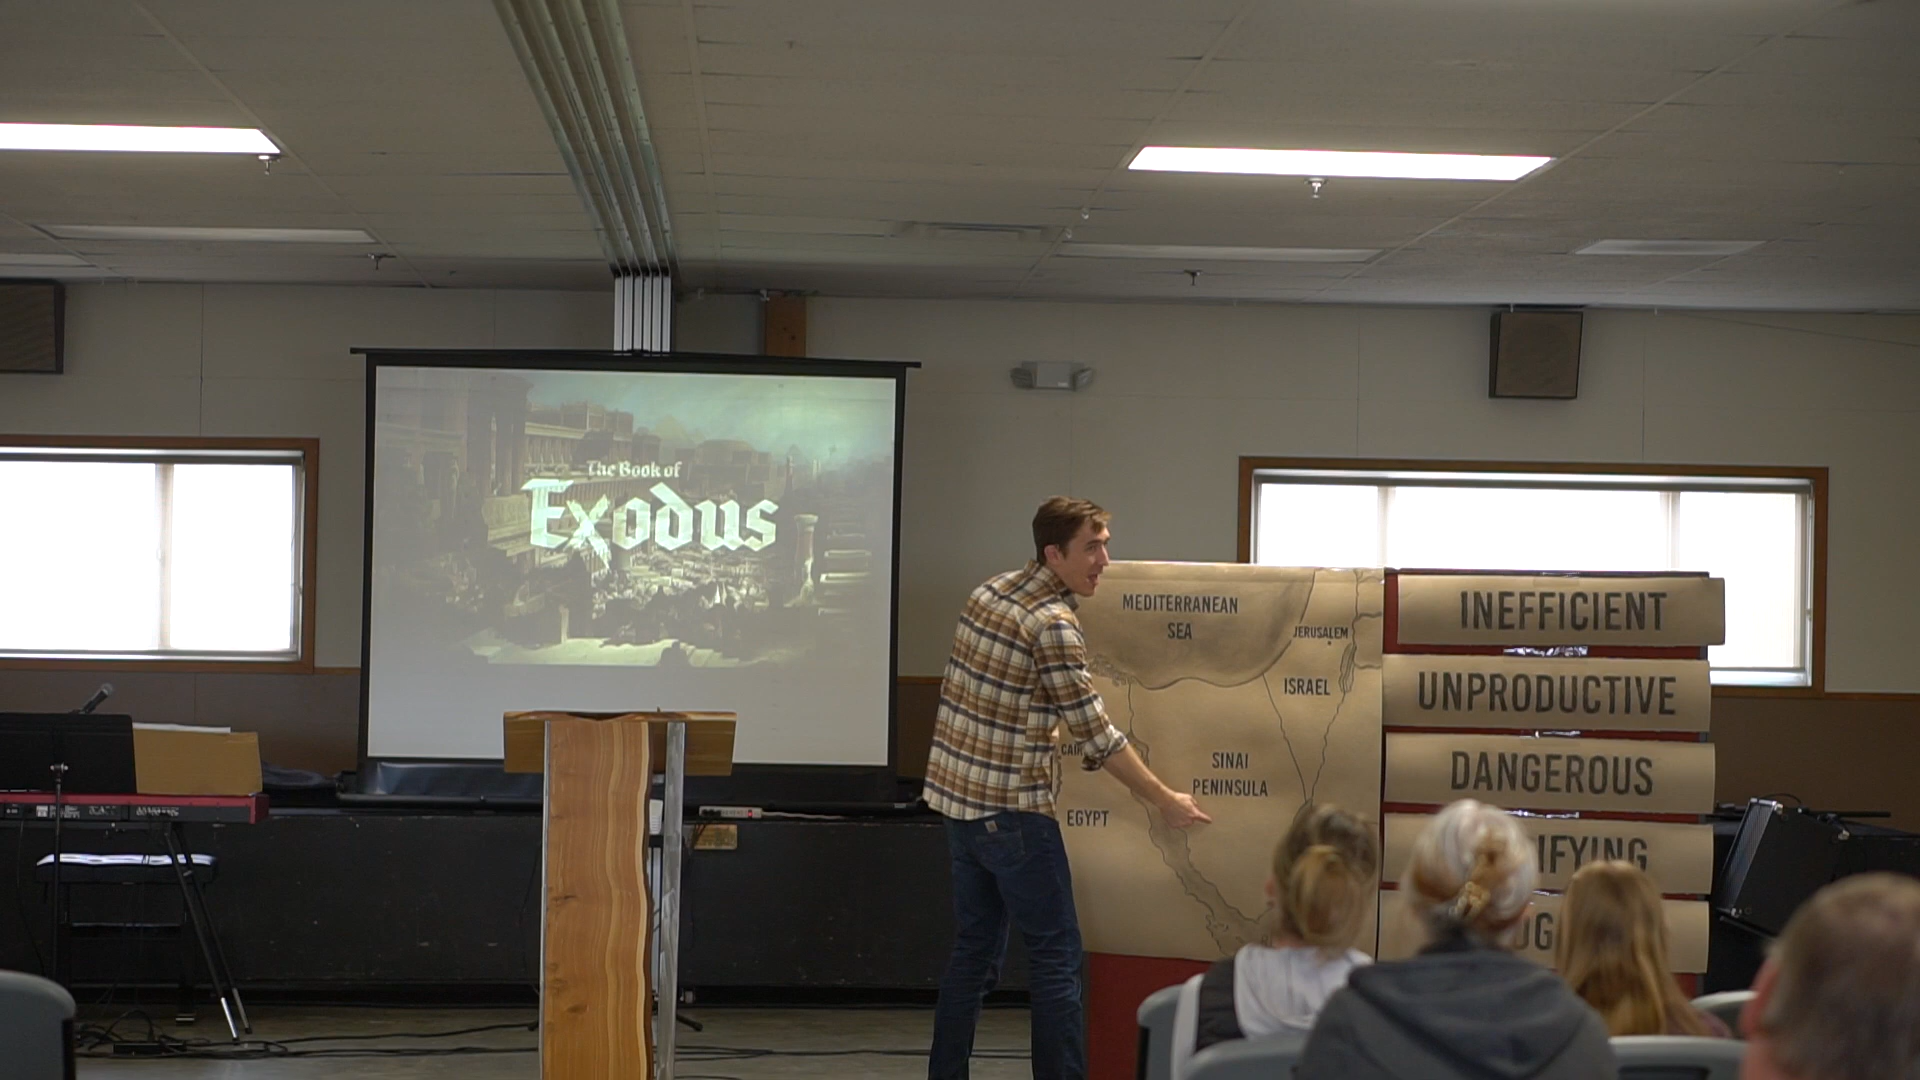 The Book of
Exodus
MEDITERRANEAN
SEA
JERUSALEM
ISRAEL
SINAI
PENINSULA
EGYPT
INEFFICIENT
UNPRODUCTIVE
DANGEROUS